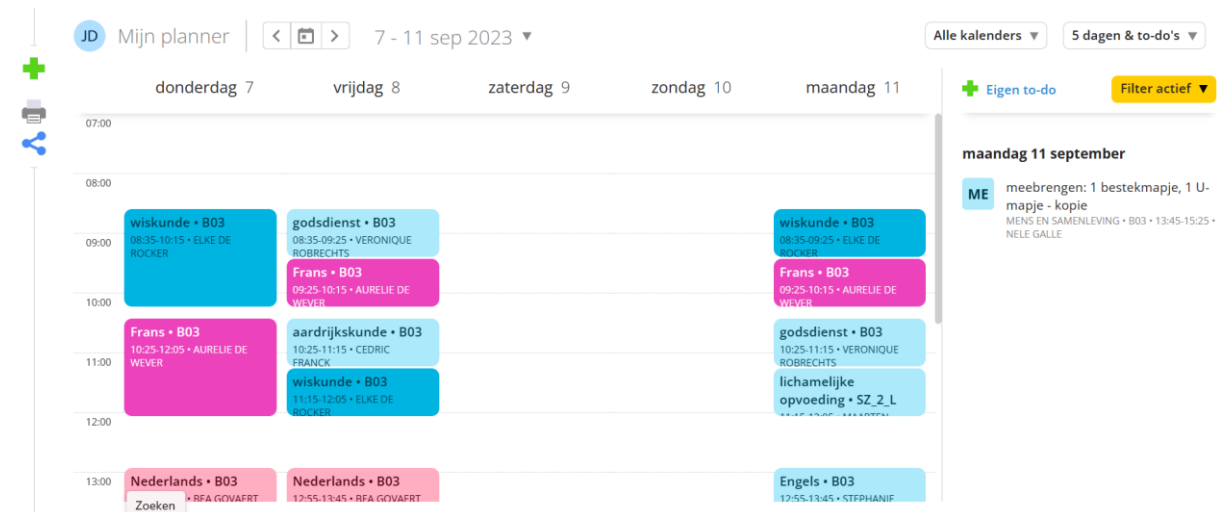 JD Mijn planner 7 - 11 sep 2023 Alle kalenders 5 dagen & to-do's
donderdag 7 vrijdag 8 zaterdag 9 zondag 10 maandag 11
Eigen to-do Filter actief
07:00
08:00
09:00
10:00
11:00
12:00
13:00
wiskunde • B03
08:35-10:15 • ELKE DE
ROCKER
Frans • B03
10:25-12:05 • AURELIE DE
WEVER
Nederlands • B03
• BEA GOVAERT
Zoeken
godsdienst • B03
08:35-09:25 • VERONIQUE
ROBRECHTS
Frans • B03
09:25-10:15 • AURELIE DE
WEVER
aardrijkskunde • B03
10:25-11:15 • CEDRIC
FRANCK
wiskunde • B03
11:15-12:05 • ELKE DE
ROCKER
Nederlands • B03
12:55-13:45 • BEA GOVAERT
wiskunde • B03
08:35-09:25 • ELKE DE
ROCKER
Frans • B03
09:25-10:15 • AURELIE DE
WEVER
godsdienst • B03
10:25-11:15 • VERONIQUE
ROBRECHTS
lichamelijke
opvoeding • SZ_2_L
11:15-12:05 • MAARTEN
Engels • B03
12:55-13:45 • STEPHANIE
maandag 11 september
ME
meebrengen: 1 bestekmapje, 1 U-
mapje - kopie
MENS EN SAMENLEVING • B03 • 13:45-15:25 •
NELE GALLE